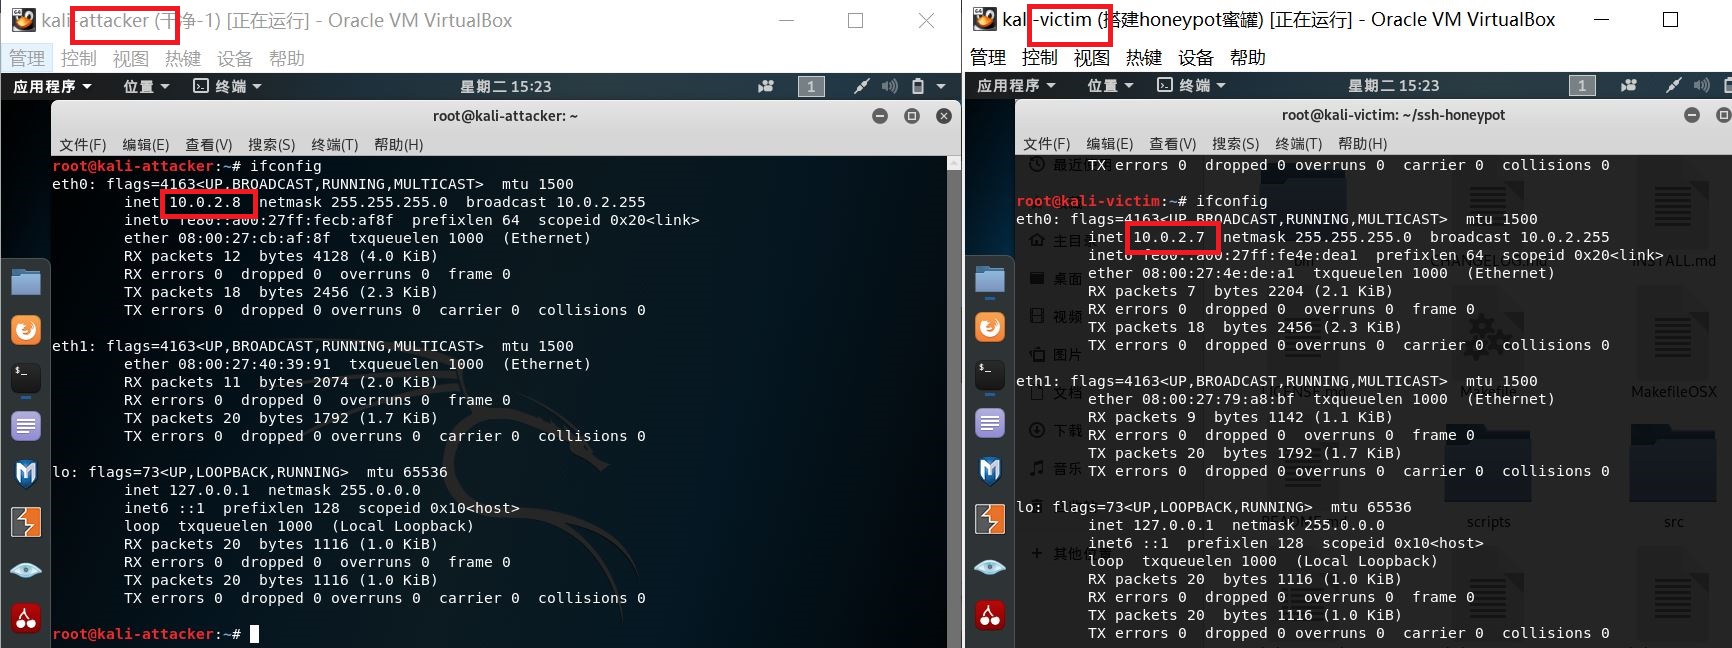 kali-attacker (干净-1) [正在运行] - Oracle VM VirtualBox
管理 控制 视图 热键 设备 帮助
应用程序 位置 终端 星期二 15:23 1
root@kali-attacker: ~
文件(F) 编辑(E) 查看(V) 搜索(S) 终端(T) 帮助(H)
root@kali-attacker:~# ifconfig
eth0: flags=4163<UP,BROADCAST,RUNNING,MULTICAST>  mtu 1500
inet 10.0.2.8 netmask 255.255.255.0  broadcast 10.0.2.255
inet6 fe80::a00:27ff:fecb:af8f  prefixlen 64  scopeid 0x20<link>
ether 08:00:27:cb:af:8f  txqueuelen 1000  (Ethernet)
RX packets 12  bytes 4128 (4.0 KiB)
RX errors 0  dropped 0  overruns 0  frame 0
TX packets 18  bytes 2456 (2.3 KiB)
TX errors 0  dropped 0 overruns 0  carrier 0  collisions 0
eth1: flags=4163<UP,BROADCAST,RUNNING,MULTICAST>  mtu 1500
ether 08:00:27:40:39:91  txqueuelen 1000  (Ethernet)
RX packets 11  bytes 2074 (2.0 KiB)
RX errors 0  dropped 0  overruns 0  frame 0
TX packets 20  bytes 1792 (1.7 KiB)
TX errors 0  dropped 0 overruns 0  carrier 0  collisions 0
lo: flags=73<UP,LOOPBACK,RUNNING>  mtu 65536
inet 127.0.0.1  netmask 255.0.0.0
inet6 ::1  prefixlen 128  scopeid 0x10<host>
loop  txqueuelen 1000  (Local Loopback)
RX packets 20  bytes 1116 (1.0 KiB)
RX errors 0  dropped 0  overruns 0  frame 0
TX packets 20  bytes 1116 (1.0 KiB)
TX errors 0  dropped 0 overruns 0  carrier 0  collisions 0
root@kali-attacker:~#
kali-victim (搭建honeypot蜜罐) [正在运行] - Oracle VM VirtualBox
管理 控制 视图 热键 设备 帮助
应用程序 位置 终端 星期二 15:23 1
root@kali-victim: ~/ssh-honeypot
文件(F) 编辑(E) 查看(V) 搜索(S) 终端(T) 帮助(H)
TX errors 0  dropped 0 overruns 0  carrier 0  collisions 0
root@kali-victim:~# ifconfig
eth0: flags=4163<UP,BROADCAST,RUNNING,MULTICAST>  mtu 1500
inet 10.0.2.7 netmask 255.255.255.0  broadcast 10.0.2.255
inet6 fe80::a00:27ff:fe4e:dea1  prefixlen 64  scopeid 0x20<link>
ether 08:00:27:4e:de:a1  txqueuelen 1000  (Ethernet)
RX packets 7  bytes 2204 (2.1 KiB)
RX errors 0  dropped 0  overruns 0  frame 0
TX packets 18  bytes 2456 (2.3 KiB)
TX errors 0  dropped 0 overruns 0  carrier 0  collisions 0
eth1: flags=4163<UP,BROADCAST,RUNNING,MULTICAST>  mtu 1500
ether 08:00:27:79:a8:bf  txqueuelen 1000  (Ethernet)
RX packets 9  bytes 1142 (1.1 KiB)
RX errors 0  dropped 0  overruns 0  frame 0
TX packets 20  bytes 1792 (1.7 KiB)
TX errors 0  dropped 0 overruns 0  carrier 0  collisions 0
lo: flags=73<UP,LOOPBACK,RUNNING>  mtu 65536
inet 127.0.0.1  netmask 255.0.0.0
inet6 ::1  prefixlen 128  scopeid 0x10<host>
loop  txqueuelen 1000  (Local Loopback)
RX packets 20  bytes 1116 (1.0 KiB)
RX errors 0  dropped 0  overruns 0  frame 0
TX packets 20  bytes 1116 (1.0 KiB)
TX errors 0  dropped 0 overruns 0  carrier 0  collisions 0
桌面
视频
图片
文档
下载
音乐
CHANGELOG.md
INSTALL.md
LICENSE.md
Makefile
MakefileOSX
README.md
scripts
src